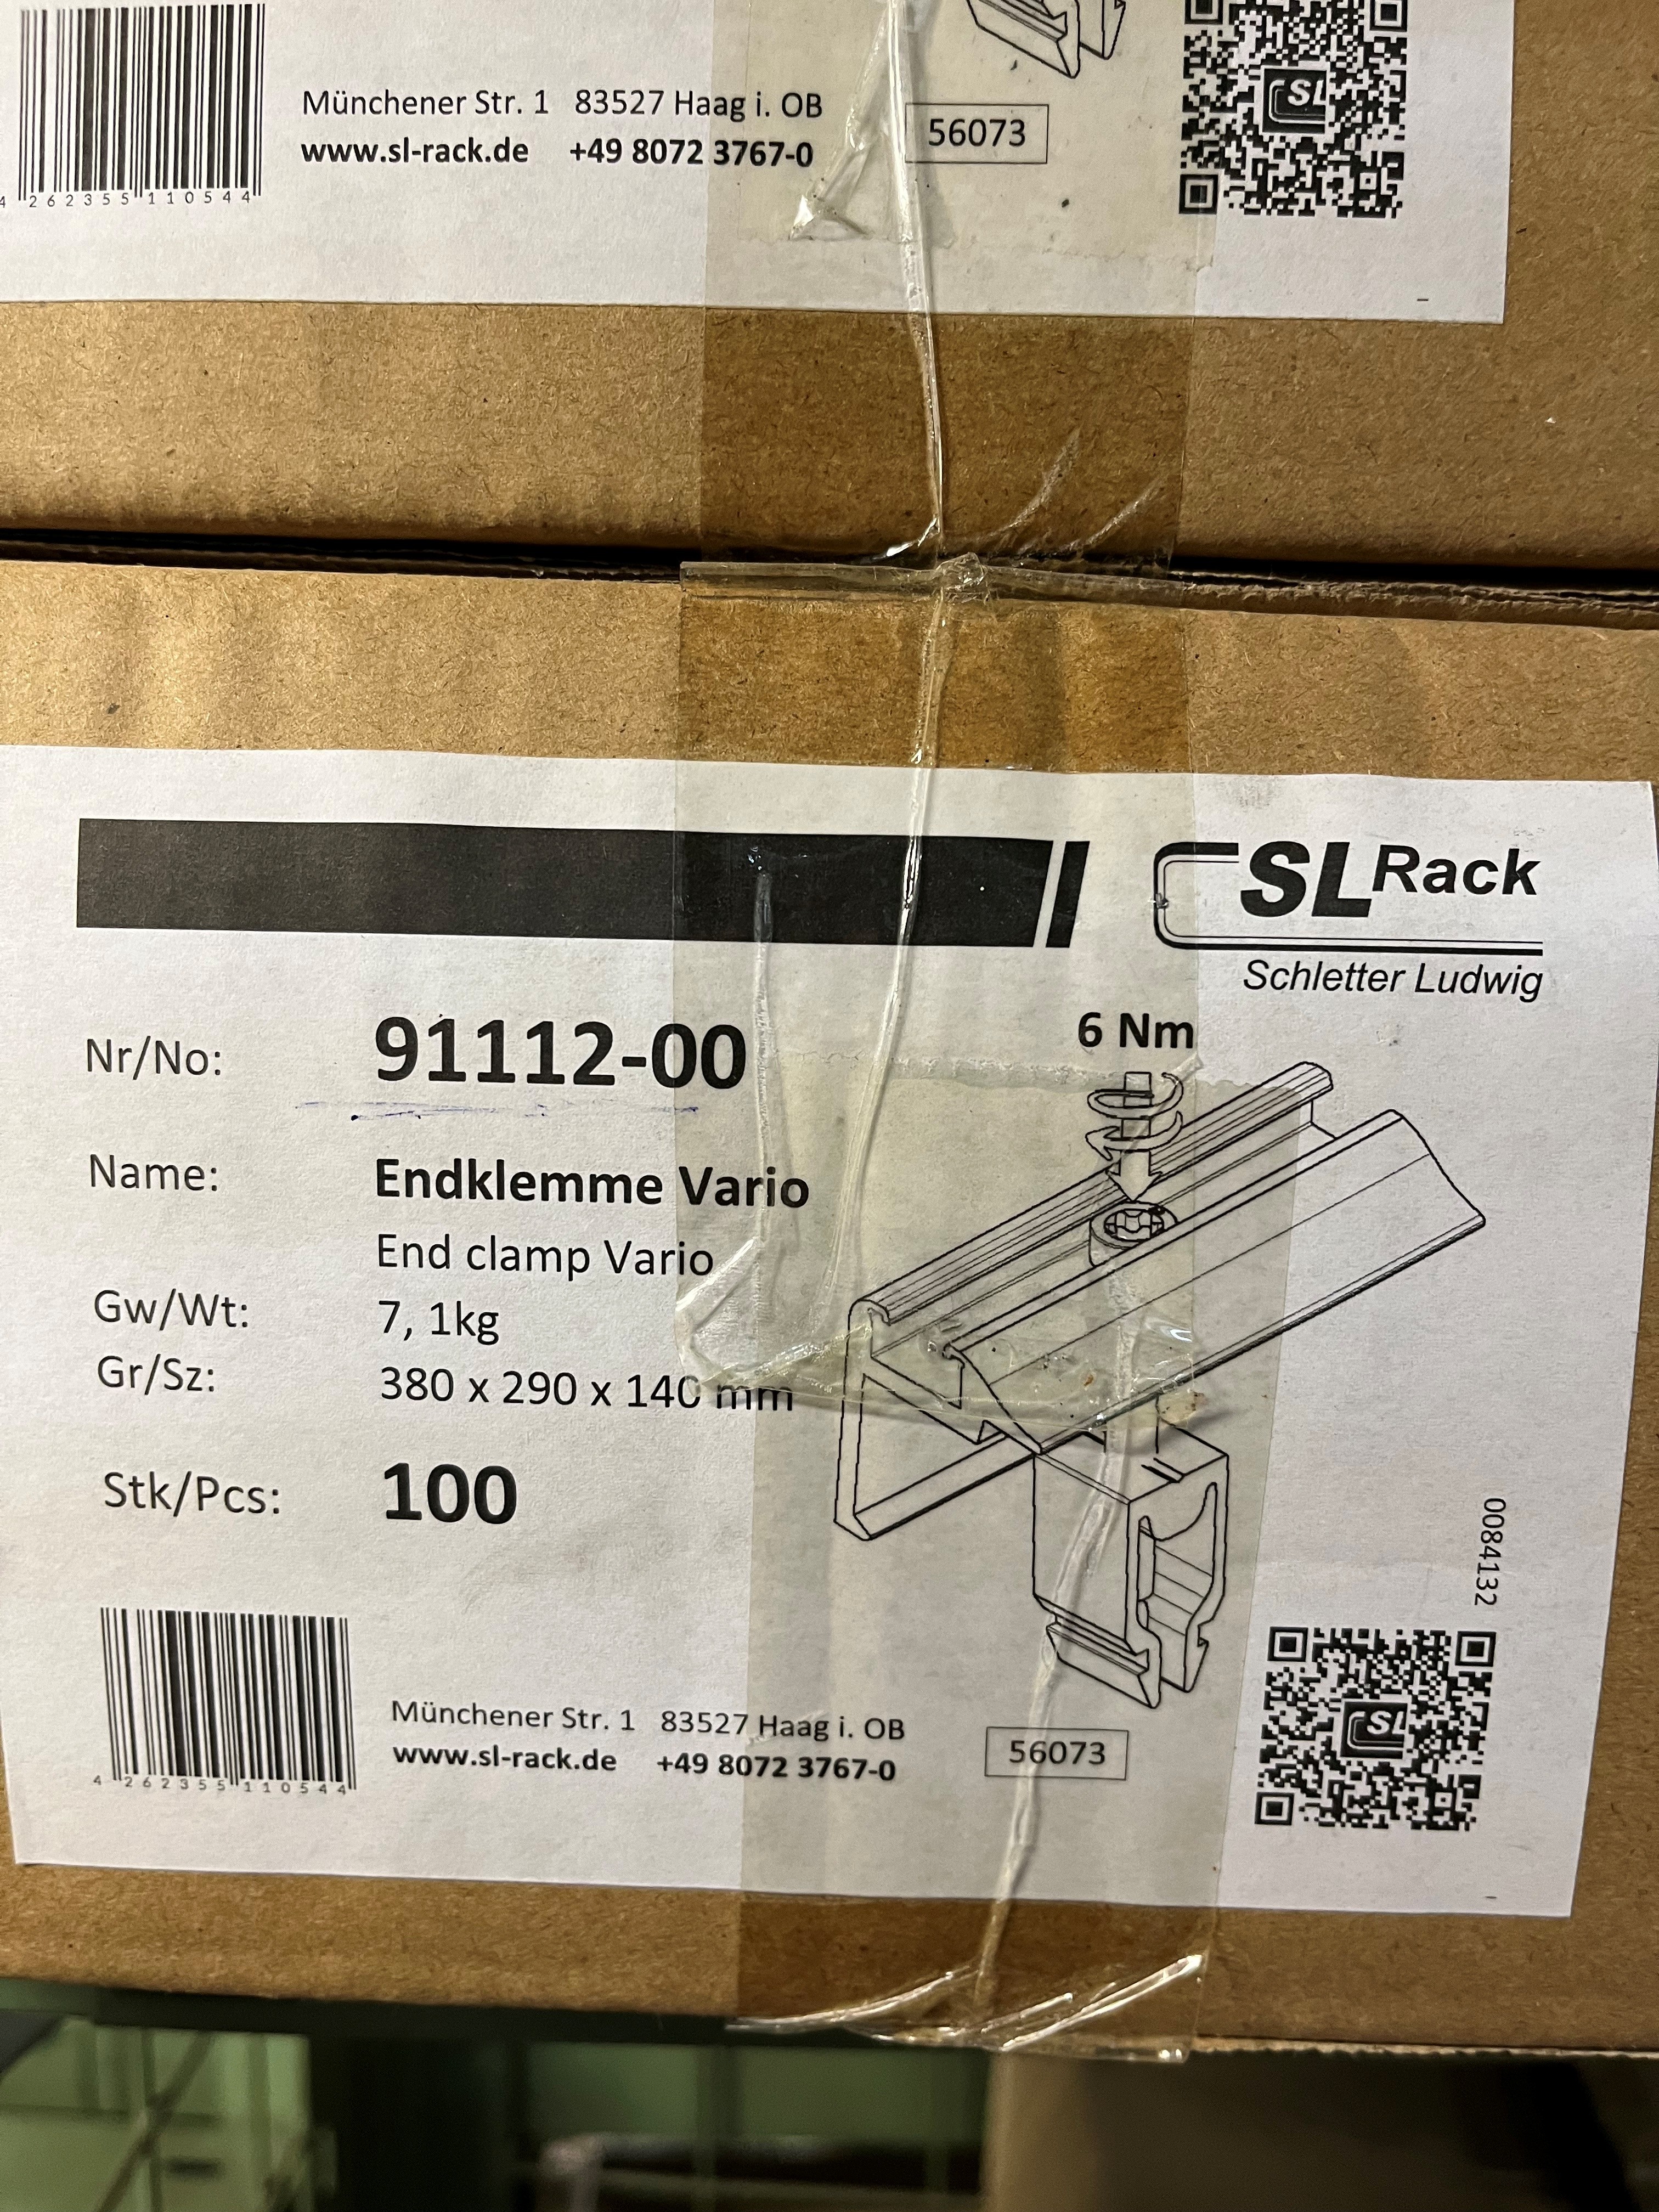 Münchener Str. 1 83527 Haag i. OB
www.sl-rack.de +49 8072 3767-0
56073
SL
4 262355 110544
SL Rack
Schletter Ludwig
Nr/No: 91112-00
6 Nm
Name: Endklemme Vario
End clamp Vario
Gw/Wt: 7, 1kg
Gr/Sz: 380 x 290 x 140 mm
Stk/Pcs: 100
0084132
Münchener Str. 1 83527 Haag i. OB
www.sl-rack.de +49 8072 3767-0
56073
SL
4 262355 110544